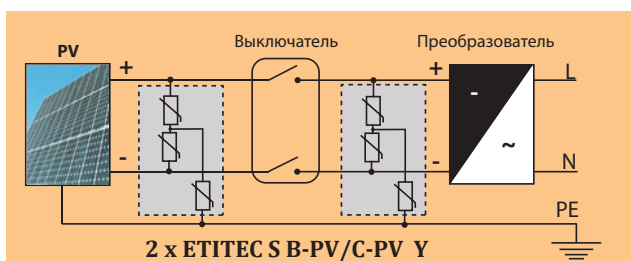 PV
Выключатель
Преобразователь
+
+
L
-
~
-
-
N
PE
2 x ETITEC S B-PV/C-PV Y